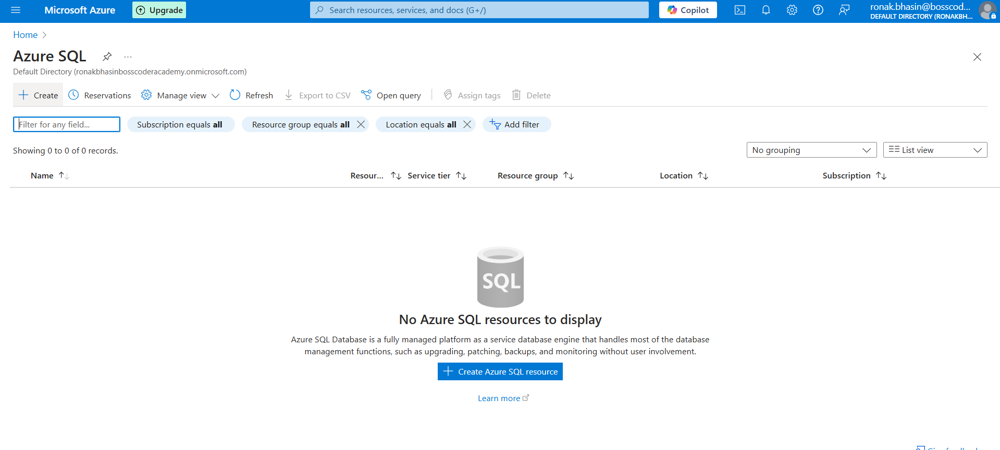 Microsoft Azure
Upgrade
Search resources, services, and docs (G+/)
Copilot
ronak.bhasin@bosscod...
DEFAULT DIRECTORY (RONAKBH...
Home
Azure SQL
...
Default Directory (ronakbhasinbosscoderacademy.onmicrosoft.com)
Create
Reservations
Manage view
Refresh
Export to CSV
Open query
Assign tags
Delete
Filter for any field...
Subscription equals all
Resource group equals all
Location equals all
Add filter
Showing 0 to 0 of 0 records.
No grouping
List view
Name
Resour...
Service tier
Resource group
Location
Subscription
SQL
No Azure SQL resources to display
Azure SQL Database is a fully managed platform as a service database engine that handles most of the database
management functions, such as upgrading, patching, backups, and monitoring without user involvement.
Create Azure SQL resource
Learn more